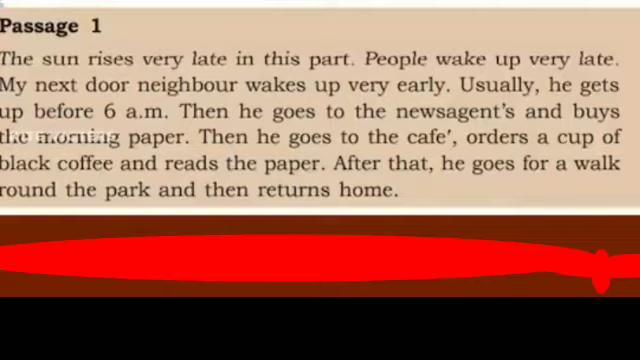 Passage 1
The sun rises very late in this part. People wake up very late.
My next door neighbour wakes up very early. Usually, he gets
up before 6 a.m. Then he goes to the newsagent's and buys
the morning paper. Then he goes to the cafe', orders a cup of
black coffee and reads the paper. After that, he goes for a walk
round the park and then returns home.